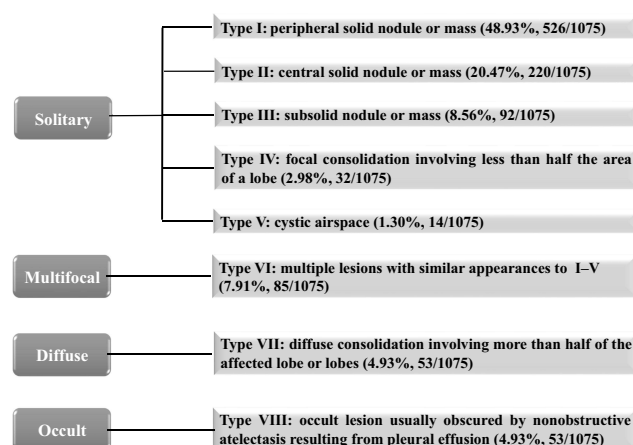 Type I: peripheral solid nodule or mass (48.93%, 526/1075)
Type II: central solid nodule or mass (20.47%, 220/1075)
Solitary
Type III: subsolid nodule or mass (8.56%, 92/1075)
Type IV: focal consolidation involving less than half the area
of a lobe (2.98%, 32/1075)
Type V: cystic airspace (1.30%, 14/1075)
Multifocal
Type VI: multiple lesions with similar appearances to I–V
(7.91%, 85/1075)
Diffuse
Type VII: diffuse consolidation involving more than half of the
affected lobe or lobes (4.93%, 53/1075)
Occult
Type VIII: occult lesion usually obscured by nonobstructive
atelectasis resulting from pleural effusion (4.93%, 53/1075)